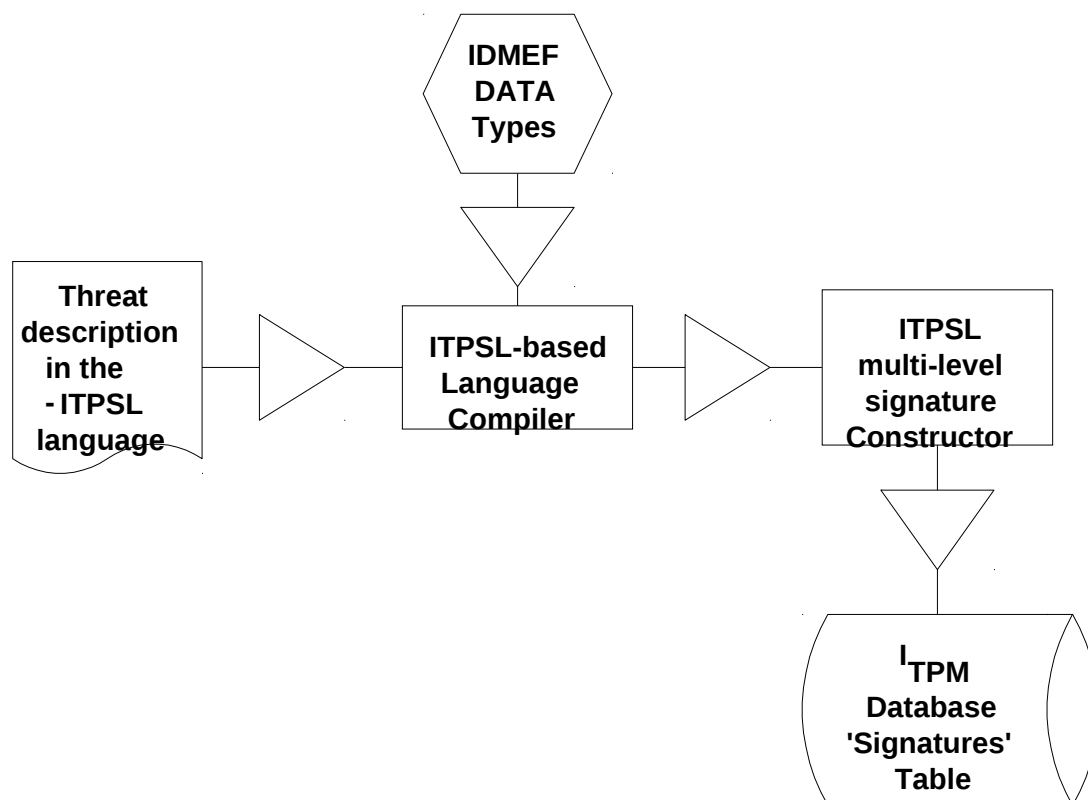 IDMEF
DATA
Types
Threat
description
in the
- ITPSL
language
ITPSL-based
Language
Compiler
ITPSL
multi-level
signature
Constructor
ITPM
Database
'Signatures'
Table